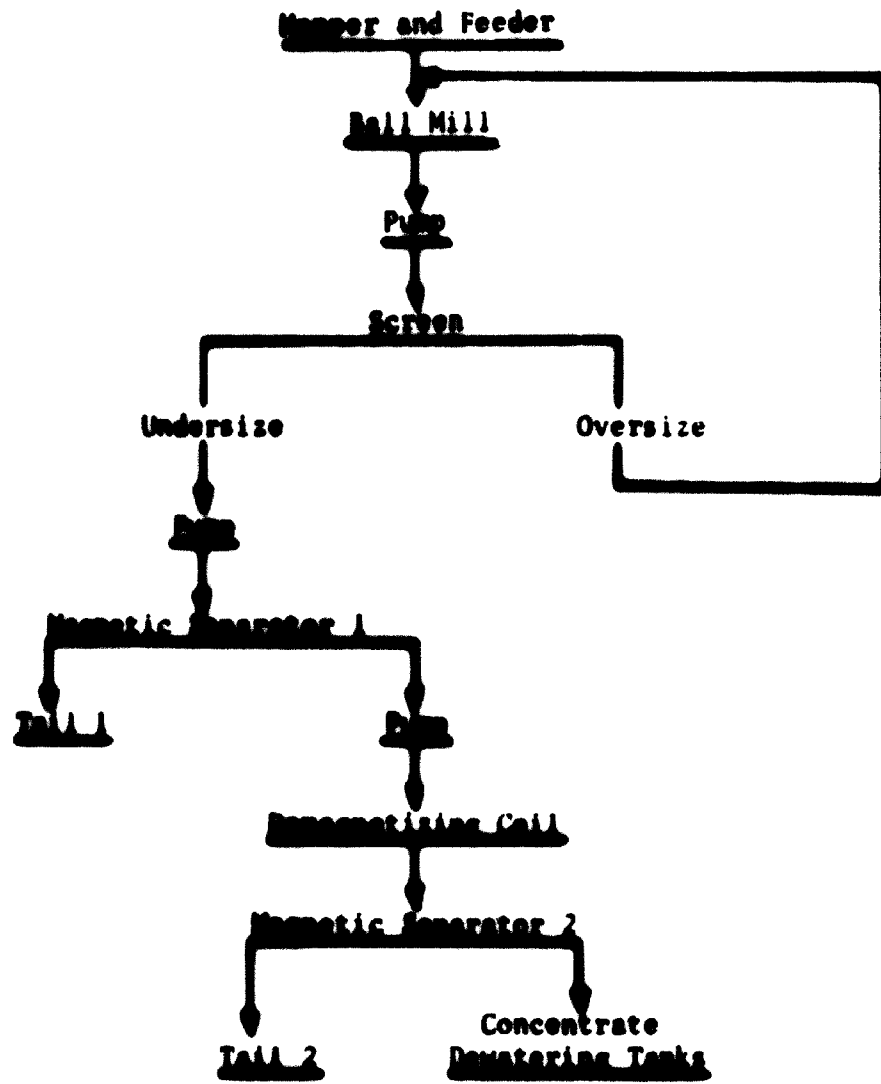 Hopper and Feeder
Ball Mill
Pump
Screen
Undersize
Oversize
Pump
Magnetic Separator 1
Tail 1
Pump
Demagnetizing Coil
Magnetic Separator 2
Tail 2
Concentrate
Dewatering Tanks